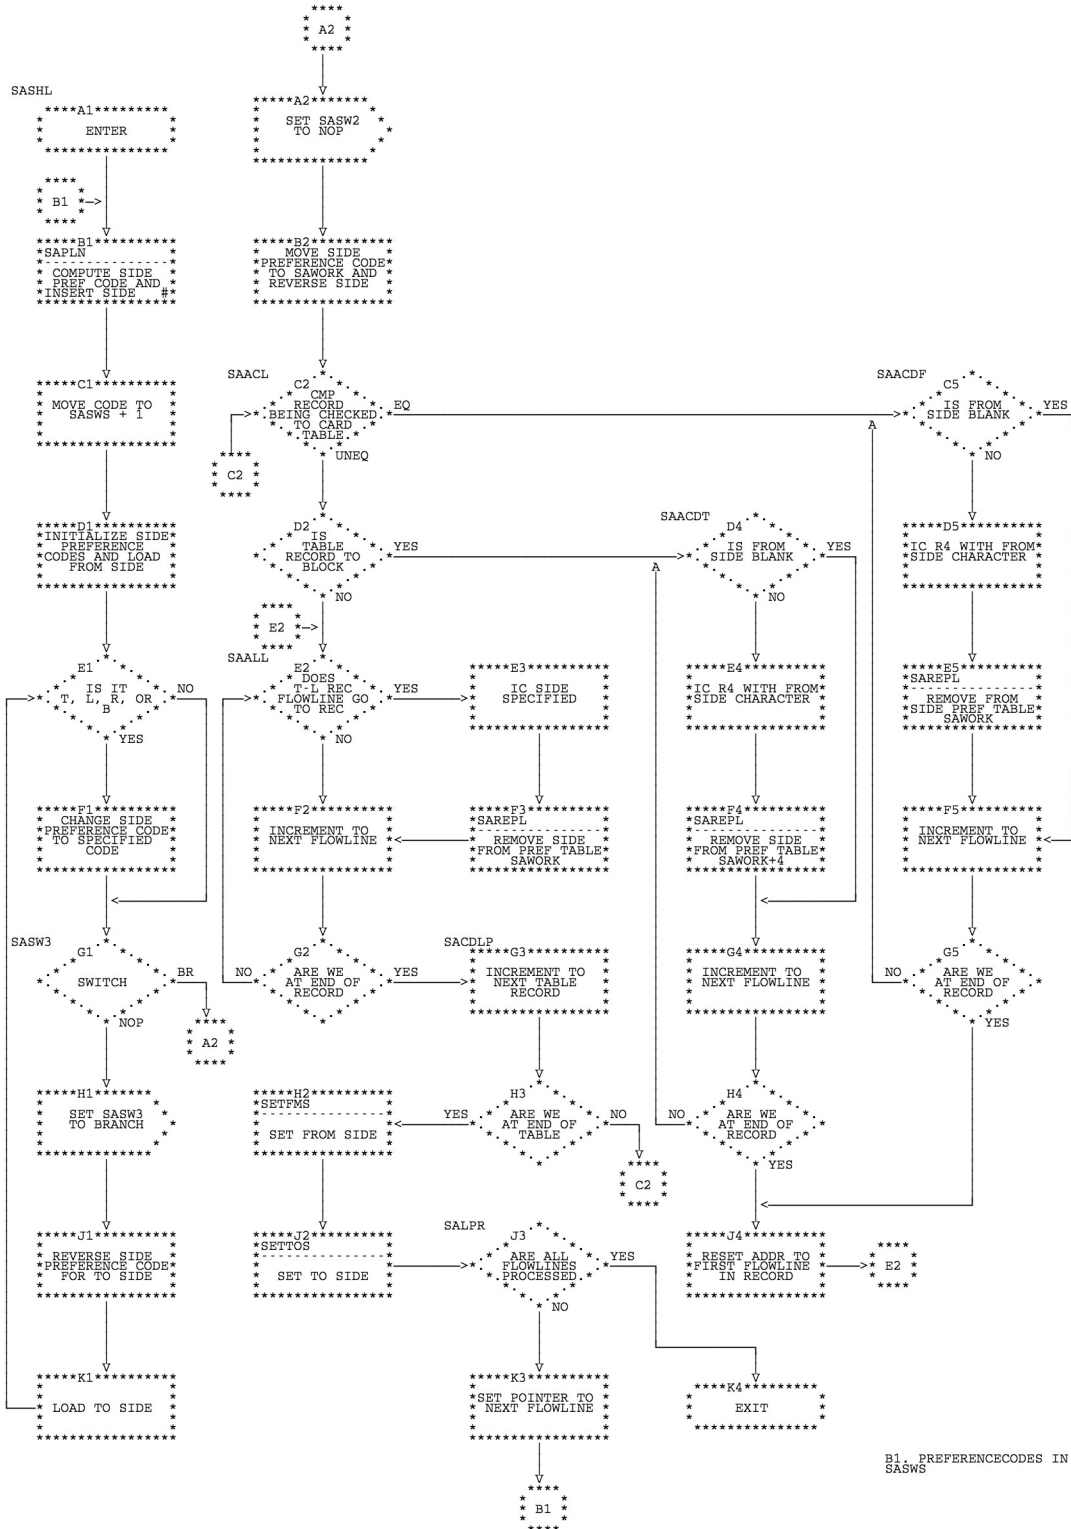 A2
SASHL
A1
ENTER
A2
SET SASW2
TO NOP
B1
B1
SAPLN
COMPUTE SIDE
PREF CODE AND
INSERT SIDE #
B2
MOVE SIDE
PREFERENCE CODE
TO SAWORK AND
REVERSE SIDE
C1
MOVE CODE TO
SASWS + 1
SAACL
C2
CMP
RECORD
BEING CHECKED
TO CARD
TABLE
EQ
UNEQ
C2
SAACDF
C5
IS FROM
SIDE BLANK
YES
NO
A
D1
INITIALIZE SIDE
PREFERENCE
CODES AND LOAD
FROM SIDE
D2
IS
TABLE
RECORD TO
BLOCK
YES
NO
SAACDT
D4
IS FROM
SIDE BLANK
YES
NO
A
D5
IC R4 WITH FROM
SIDE CHARACTER
E2
SAALL
E1
IS IT
T, L, R, OR
B
NO
YES
E2
DOES
T-L REC
FLOWLINE GO
TO REC
YES
NO
E3
IC SIDE
SPECIFIED
E4
IC R4 WITH FROM
SIDE CHARACTER
E5
SAREPL
REMOVE FROM
SIDE PREF TABLE
SAWORK
F1
CHANGE SIDE
PREFERENCE CODE
TO SPECIFIED
CODE
F2
INCREMENT TO
NEXT FLOWLINE
F3
SAREPL
REMOVE SIDE
FROM PREF TABLE
SAWORK
F4
SAREPL
REMOVE SIDE
FROM PREF TABLE
SAWORK+4
F5
INCREMENT TO
NEXT FLOWLINE
SASW3
G1
SWITCH
BR
NOP
A2
G2
ARE WE
AT END OF
RECORD
NO
YES
SACDLP
G3
INCREMENT TO
NEXT TABLE
RECORD
G4
INCREMENT TO
NEXT FLOWLINE
G5
ARE WE
AT END OF
RECORD
NO
YES
H1
SET SASW3
TO BRANCH
H2
SETFMS
SET FROM SIDE
H3
ARE WE
AT END OF
TABLE
YES
NO
C2
H4
ARE WE
AT END OF
RECORD
NO
YES
J1
REVERSE SIDE
PREFERENCE CODE
FOR TO SIDE
J2
SETTOS
SET TO SIDE
SALPR
J3
ARE ALL
FLOWLINES
PROCESSED
YES
NO
J4
RESET ADDR TO
FIRST FLOWLINE
IN RECORD
E2
K1
LOAD TO SIDE
K3
SET POINTER TO
NEXT FLOWLINE
K4
EXIT
B1
B1. PREFERENCECODES IN
SASWS